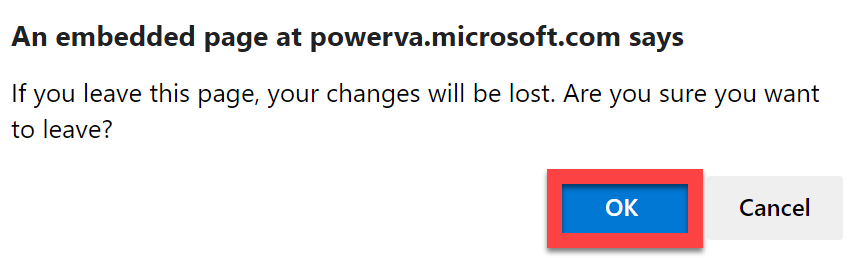 An embedded page at powerva.microsoft.com says
If you leave this page, your changes will be lost. Are you sure you want
to leave?
OK
Cancel